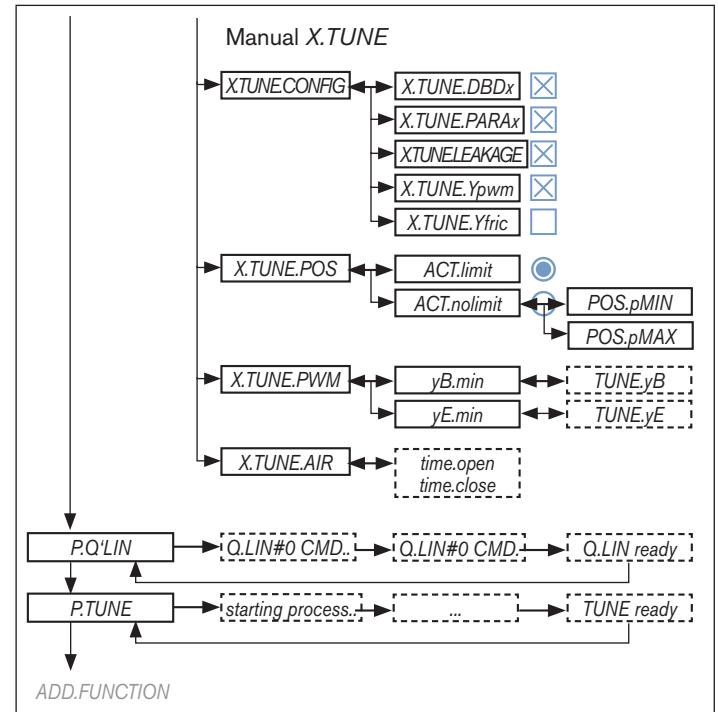 Manual X.TUNE
X.TUNE.CONFIG
X.TUNE.DBDx
X.TUNE.PARAx
X.TUNE.LEAKAGE
X.TUNE.Ypwm
X.TUNE.Yfric
X.TUNE.POS
ACT.limit
ACT.nolimit
POS.pMIN
POS.pMAX
X.TUNE.PWM
yB.min
TUNE.yB
yE.min
TUNE.yE
X.TUNE.AIR
time.open
time.close
P.Q'LIN
Q.LIN#0 CMD..
Q.LIN#0 CMD.
Q.LIN ready
P.TUNE
starting process..
...
TUNE ready
ADD.FUNCTION